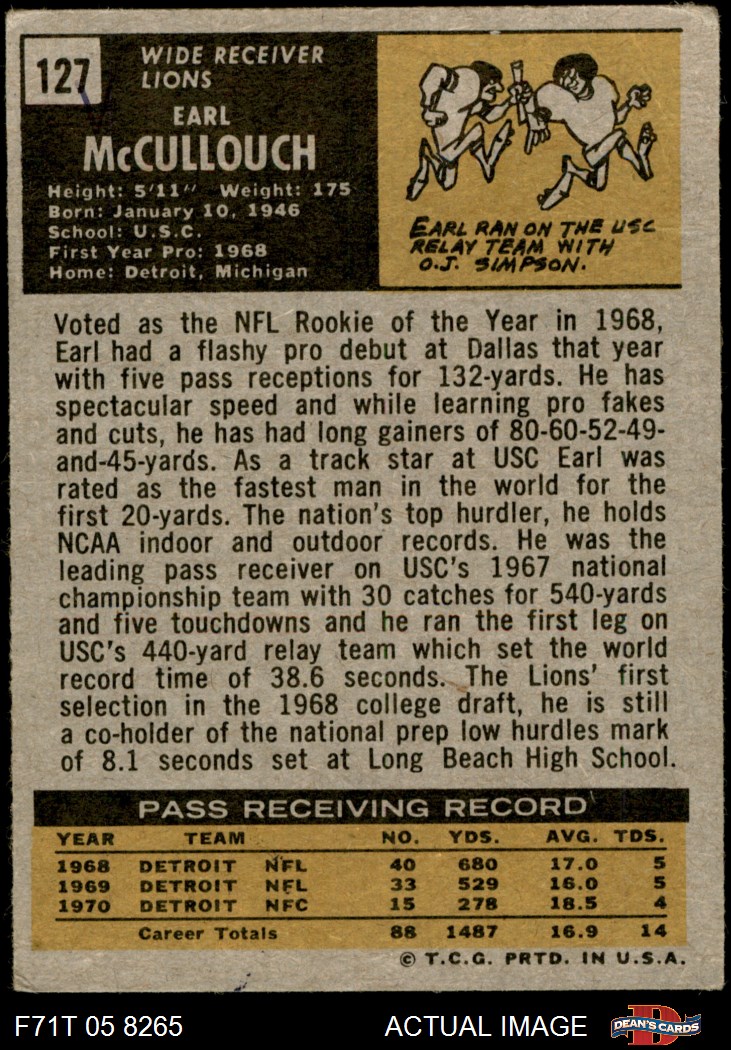 127
WIDE RECEIVER
LIONS
EARL
McCULLOUCH
Height: 5'11" Weight: 175
Born: January 10, 1946
School: U.S.C.
First Year Pro: 1968
Home: Detroit, Michigan
EARL RAN ON THE USC
RELAY TEAM WITH
O.J. SIMPSON.
Voted as the NFL Rookie of the Year in 1968,
Earl had a flashy pro debut at Dallas that year
with five pass receptions for 132-yards. He has
spectacular speed and while learning pro fakes
and cuts, he has had long gainers of 80-60-52-49-
and-45-yards. As a track star at USC Earl was
rated as the fastest man in the world for the
first 20-yards. The nation's top hurdler, he holds
NCAA indoor and outdoor records. He was the
leading pass receiver on USC's 1967 national
championship team with 30 catches for 540-yards
and five touchdowns and he ran the first leg on
USC's 440-yard relay team which set the world
record time of 38.6 seconds. The Lions' first
selection in the 1968 college draft, he is still
a co-holder of the national prep low hurdles mark
of 8.1 seconds set at Long Beach High School.
PASS RECEIVING RECORD
YEAR TEAM NO. YDS. AVG. TDS.
1968 DETROIT NFL 40 680 17.0 5
1969 DETROIT NFL 33 529 16.0 5
1970 DETROIT NFC 15 278 18.5 4
Career Totals 88 1487 16.9 14
© T.C.G. PRTD. IN U.S.A.
F71T 05 8265 ACTUAL IMAGE
D
DEAN'S CARDS